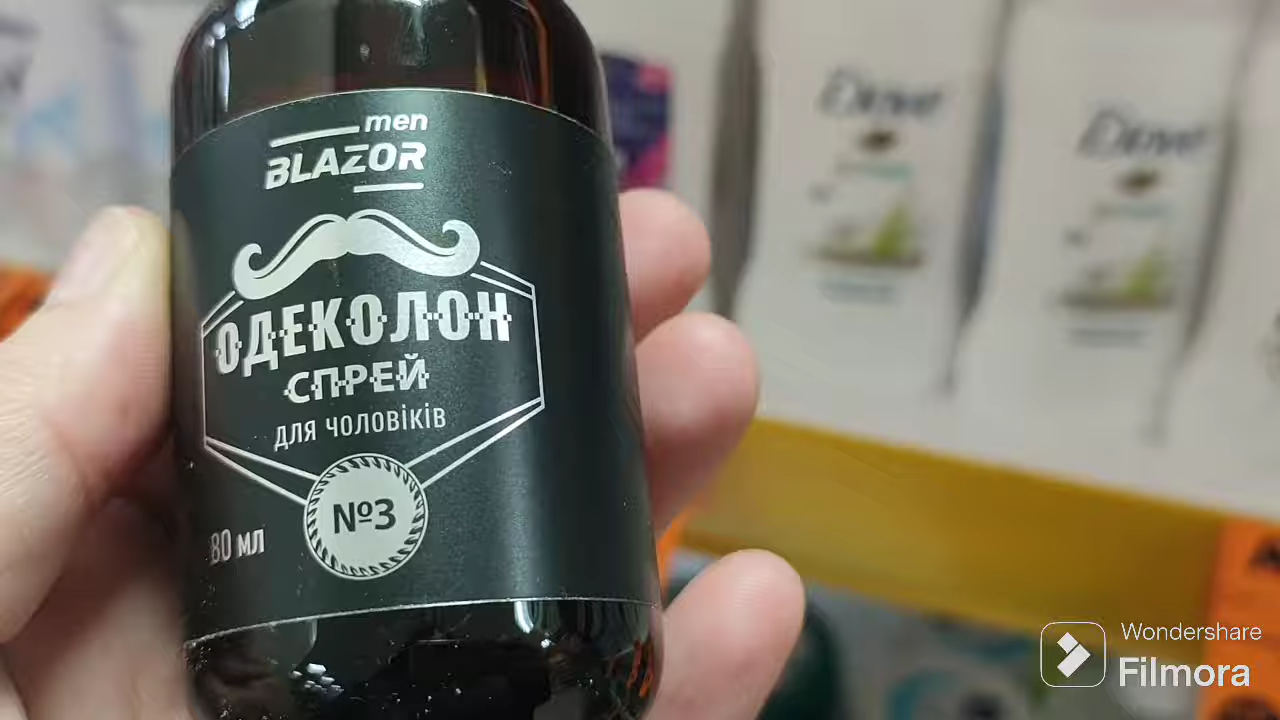 men
BLAZOR
ОДЕКОЛОН
СПРЕЙ
ДЛЯ ЧОЛОВІКІВ
№3
80 мл
Dove
Dove
Wondershare
Filmora